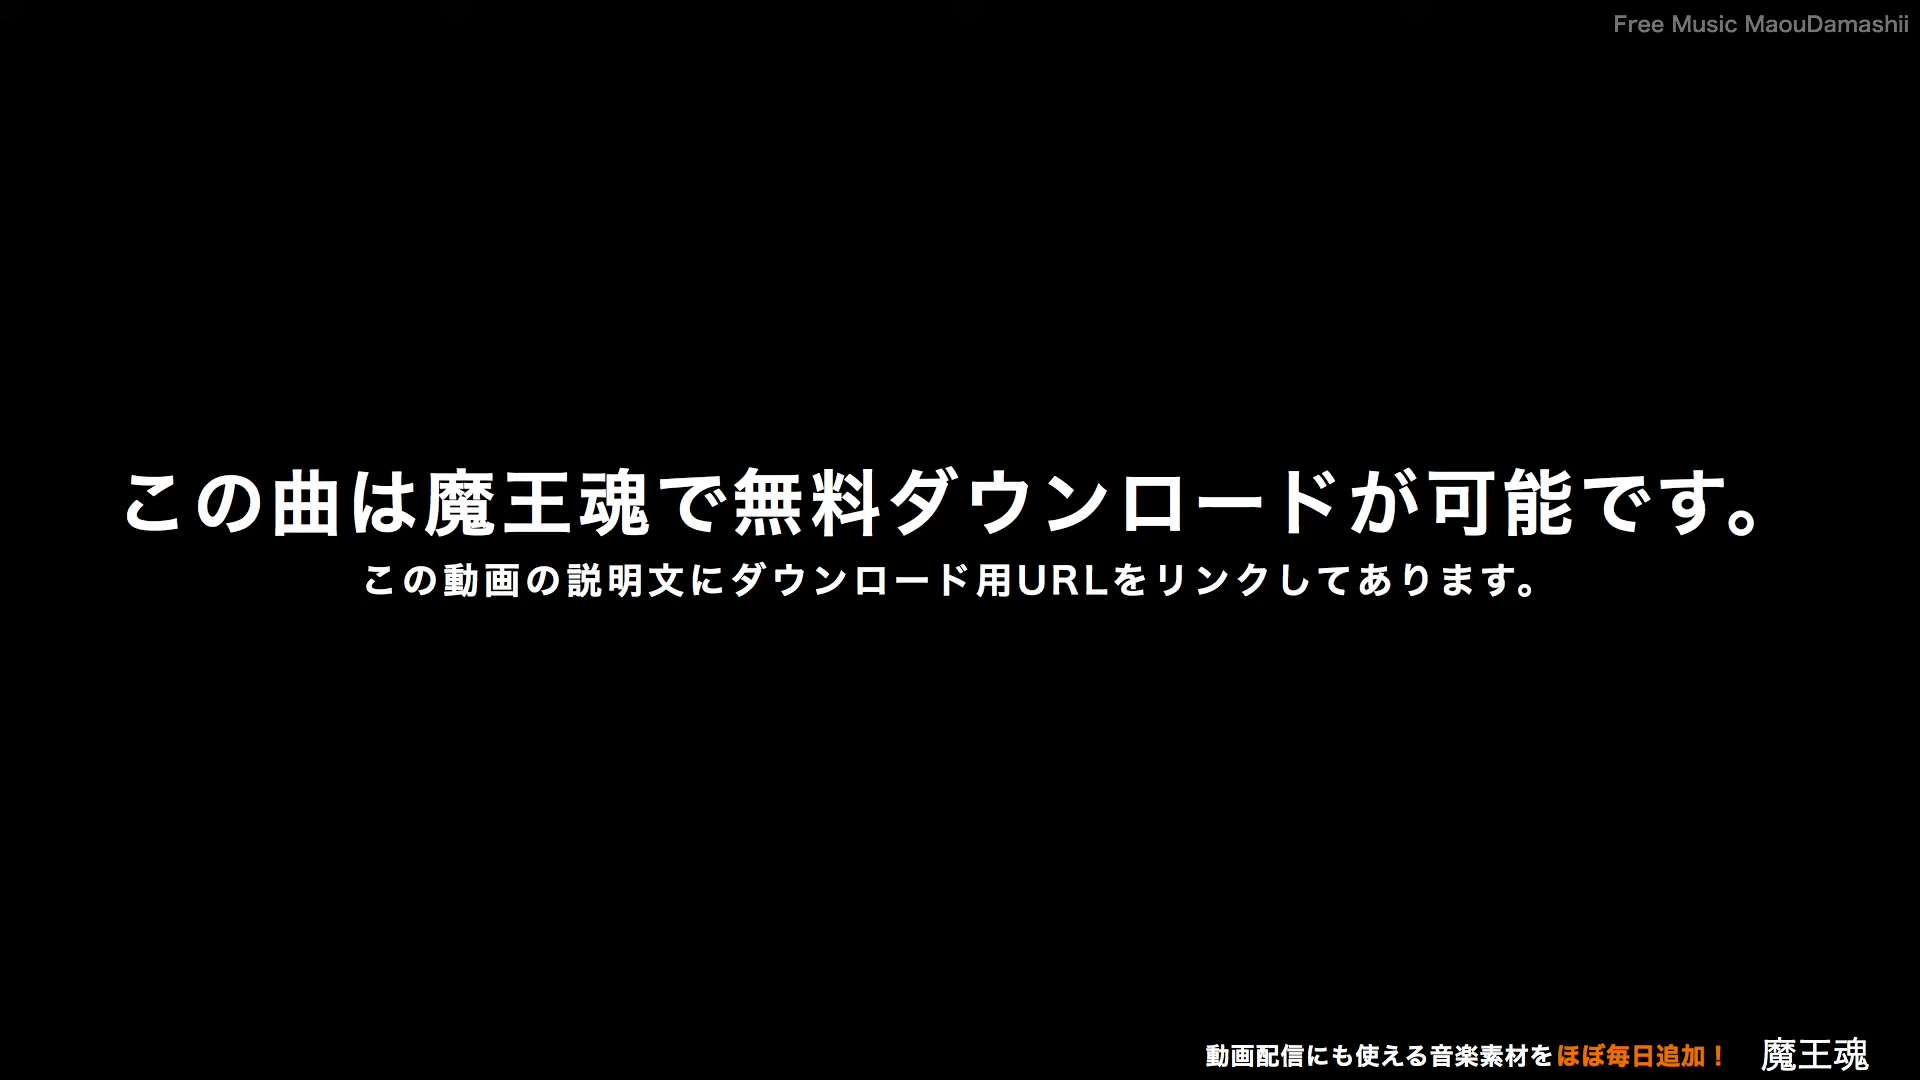 Free Music MaouDamashii
この曲は魔王魂で無料ダウンロードが可能です。
この動画の説明文にダウンロード用URLをリンクしてあります。
動画配信にも使える音楽素材をほぼ毎日追加！ 魔王魂